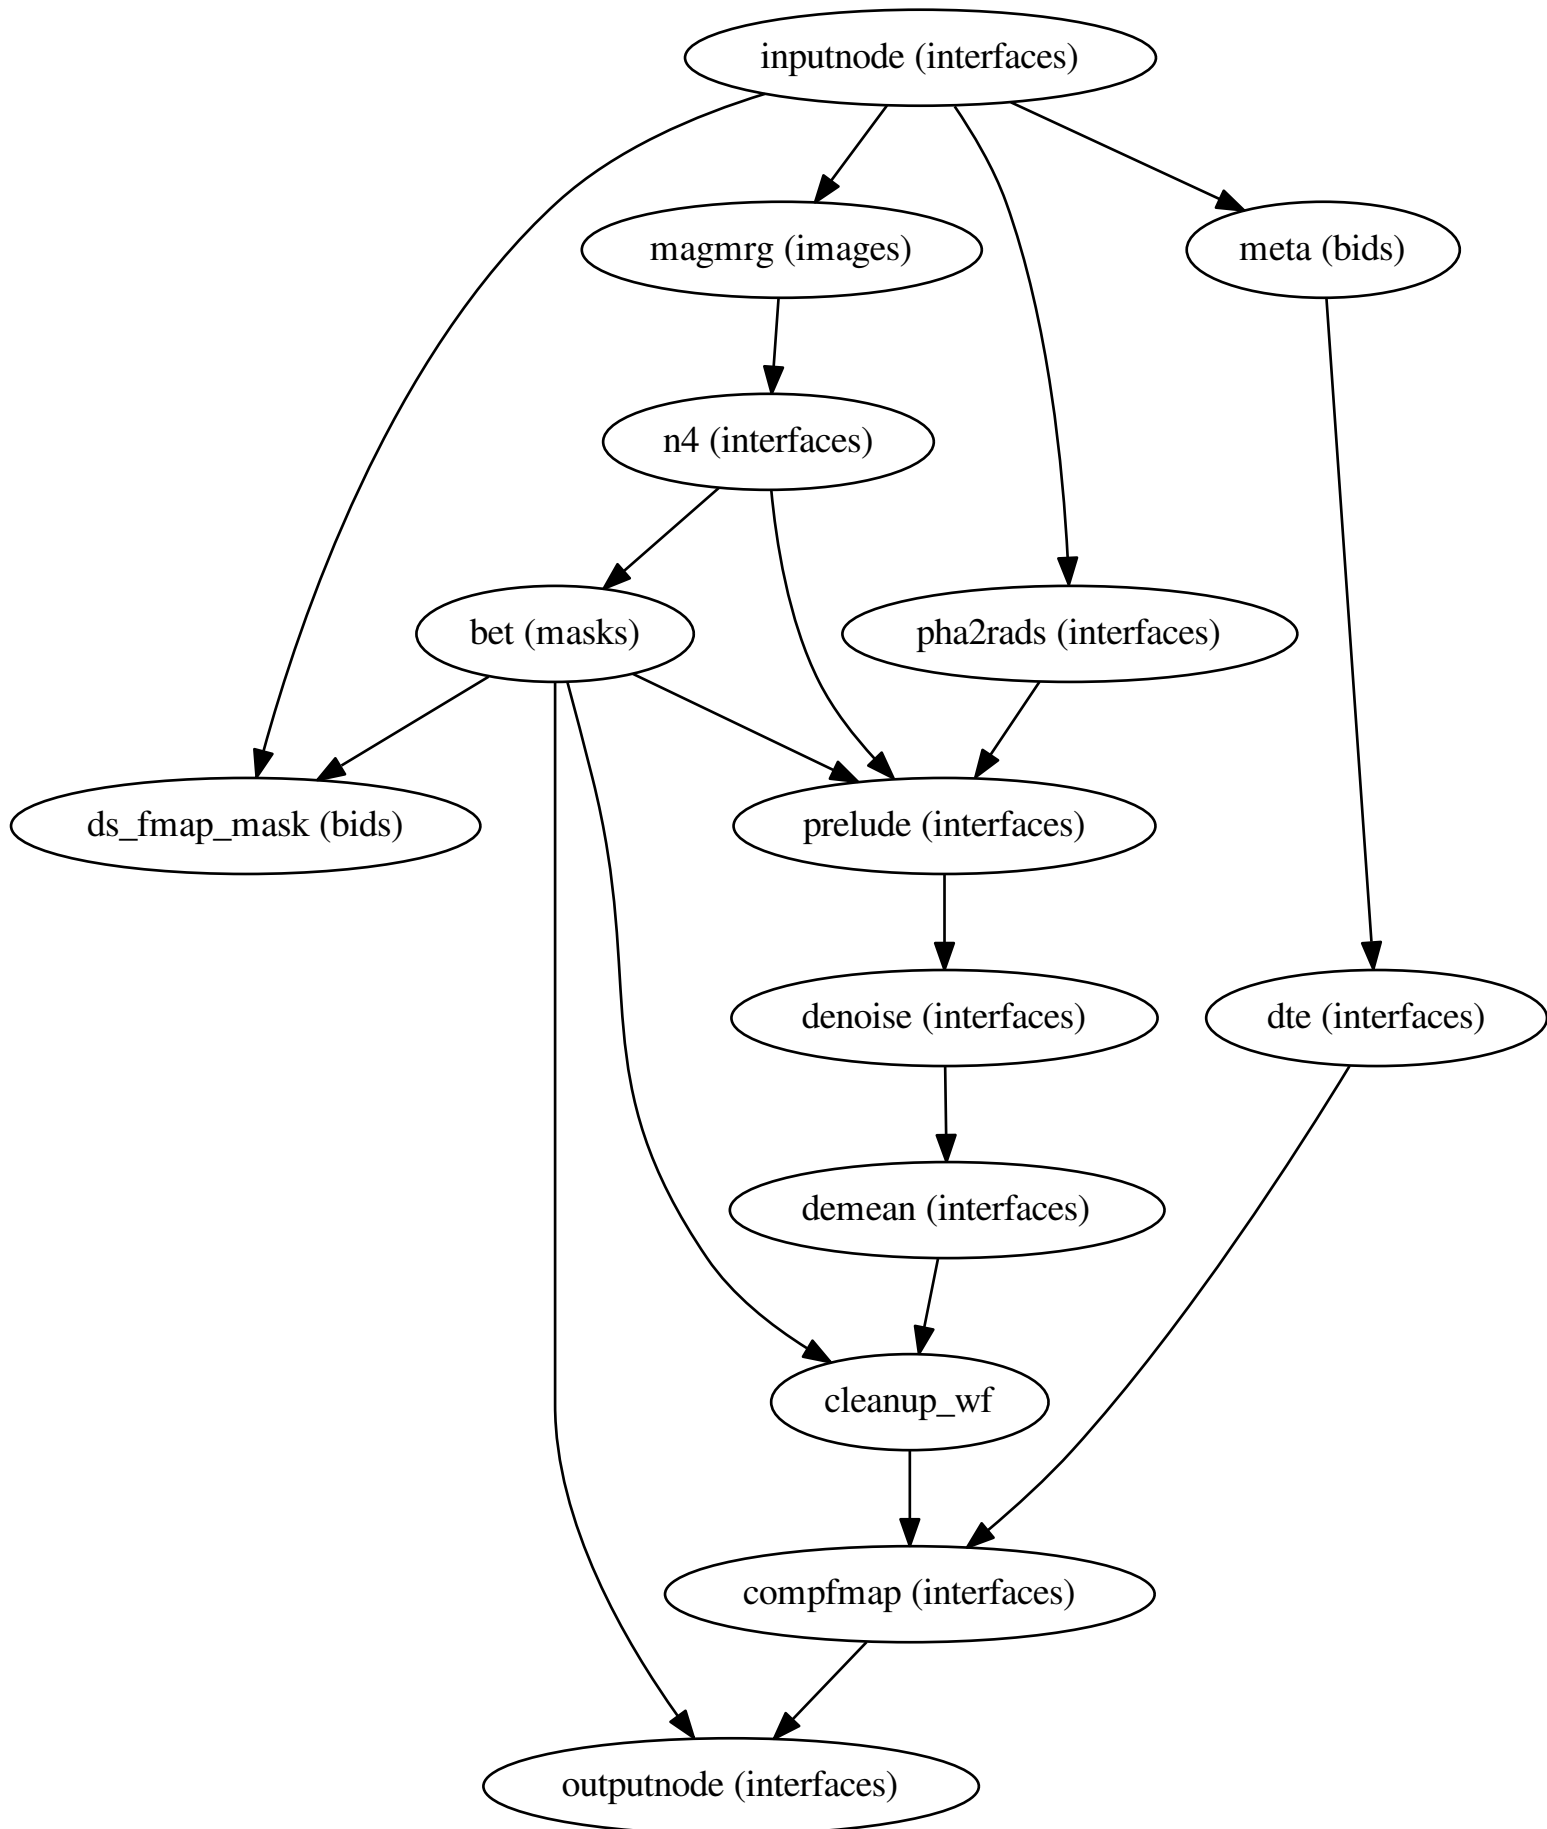 inputnode (interfaces)
magmrg (images)
meta (bids)
n4 (interfaces)
bet (masks)
pha2rads (interfaces)
ds_fmap_mask (bids)
prelude (interfaces)
denoise (interfaces)
dte (interfaces)
demean (interfaces)
cleanup_wf
compfmap (interfaces)
outputnode (interfaces)